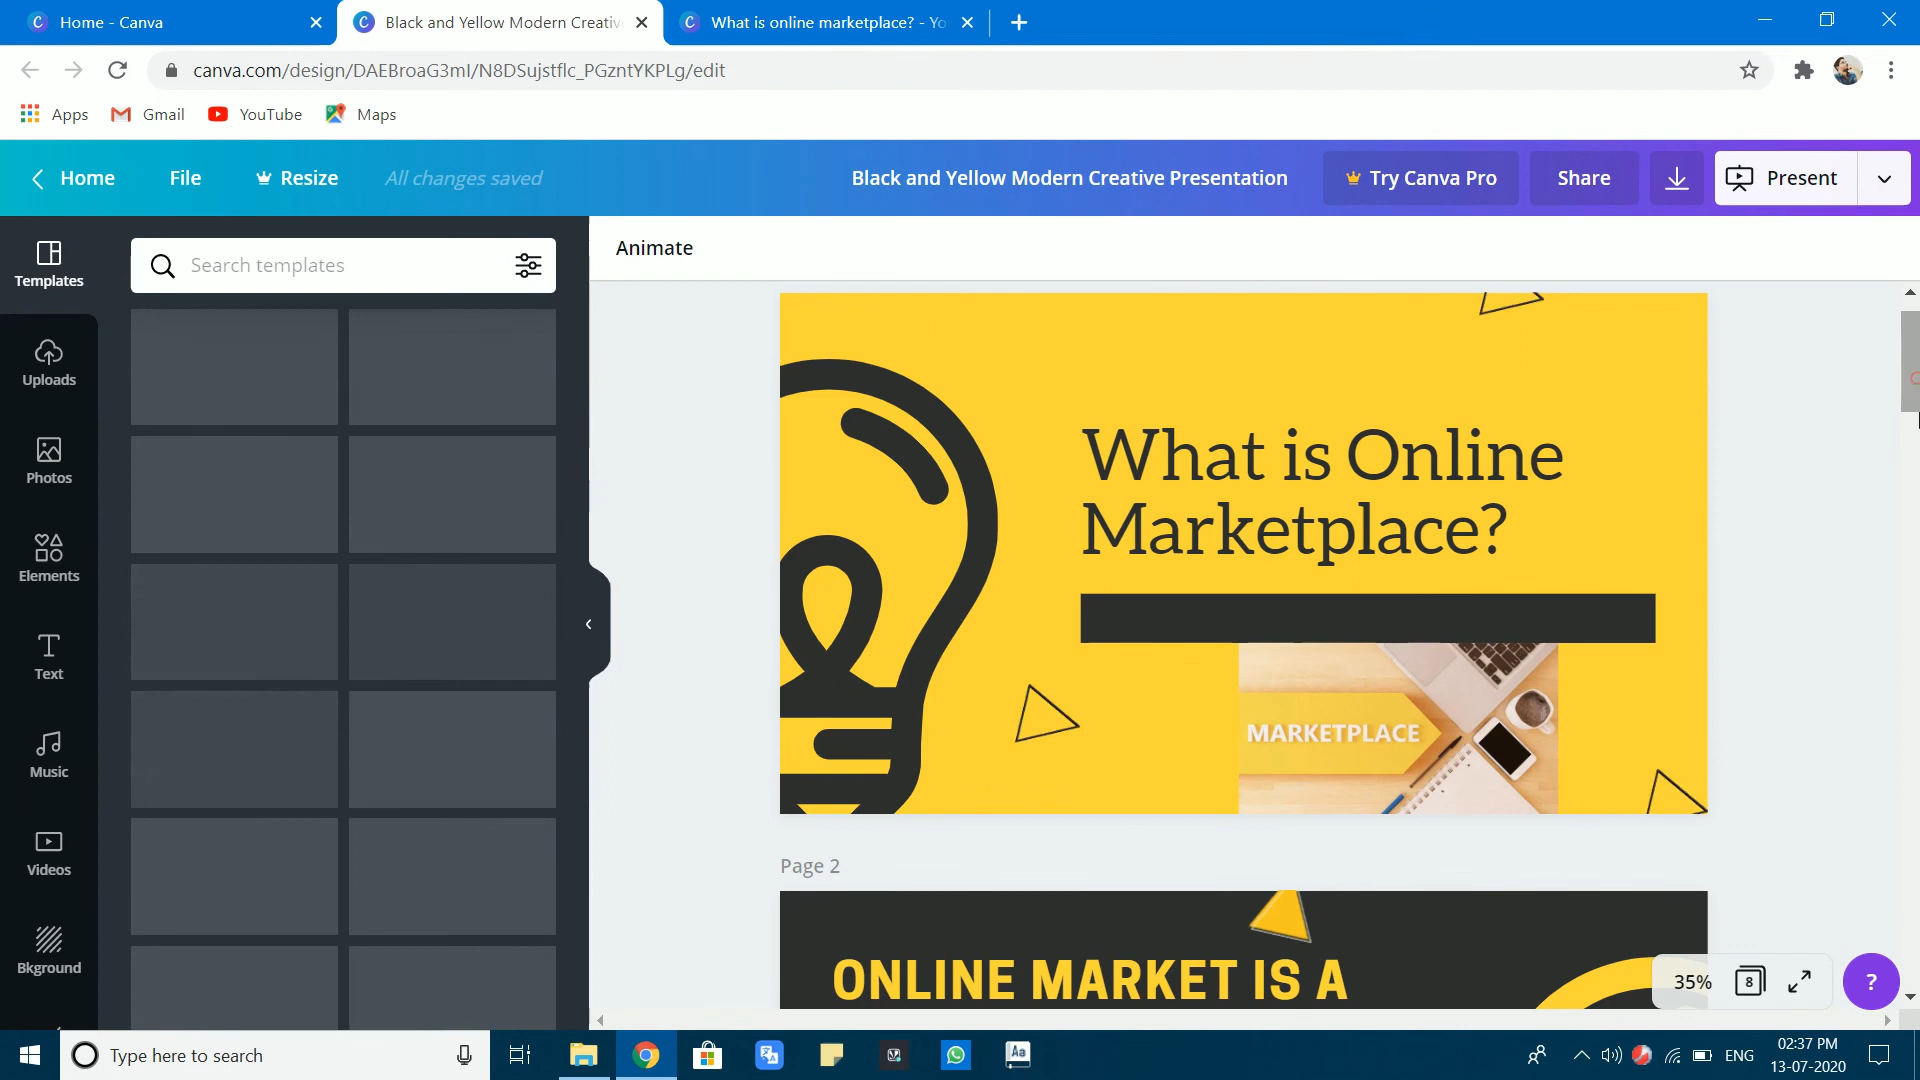 Home - Canva
Black and Yellow Modern Creativ
What is online marketplace? - Yo
canva.com/design/DAEBroaG3mI/N8DSujstflc_PGzntYKPLg/edit
Apps
Gmail
YouTube
Maps
Home
File
Resize
All changes saved
Black and Yellow Modern Creative Presentation
Try Canva Pro
Share
Present
Templates
Search templates
Animate
Uploads
Photos
Elements
Text
Music
Videos
Bkground
What is Online
Marketplace?
MARKETPLACE
Page 2
ONLINE MARKET IS A
35%
8
?
Type here to search
Aa
ENG
02:37 PM
13-07-2020